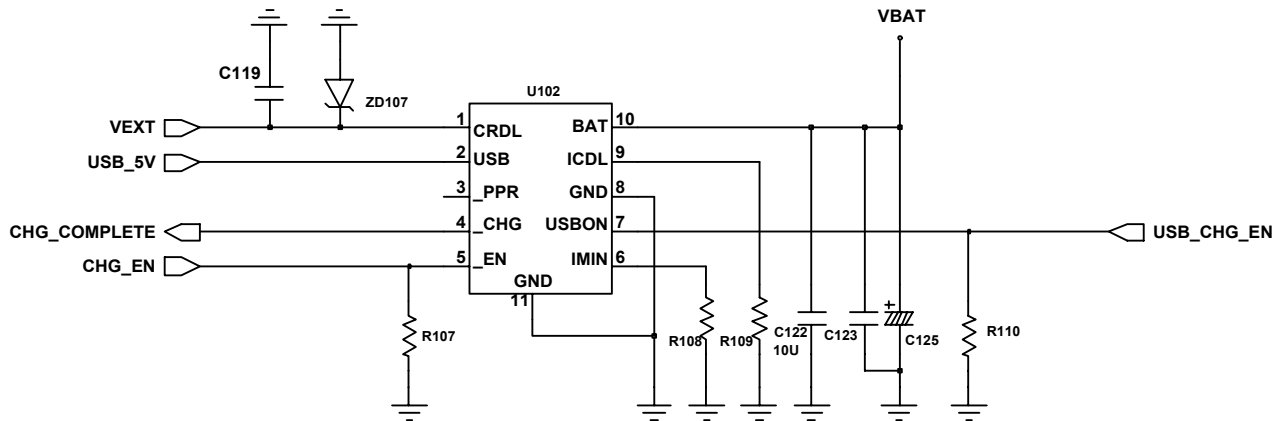 VBAT
C119
ZD107
U102
VEXT
1
CRDL
BAT
10
USB_5V
2
USB
ICDL
9
3
_PPR
GND
8
CHG_COMPLETE
4
_CHG
USBON
7
USB_CHG_EN
CHG_EN
5
_EN
IMIN
6
GND
11
+
R107
R108
R109
C122
10U
C123
C125
R110